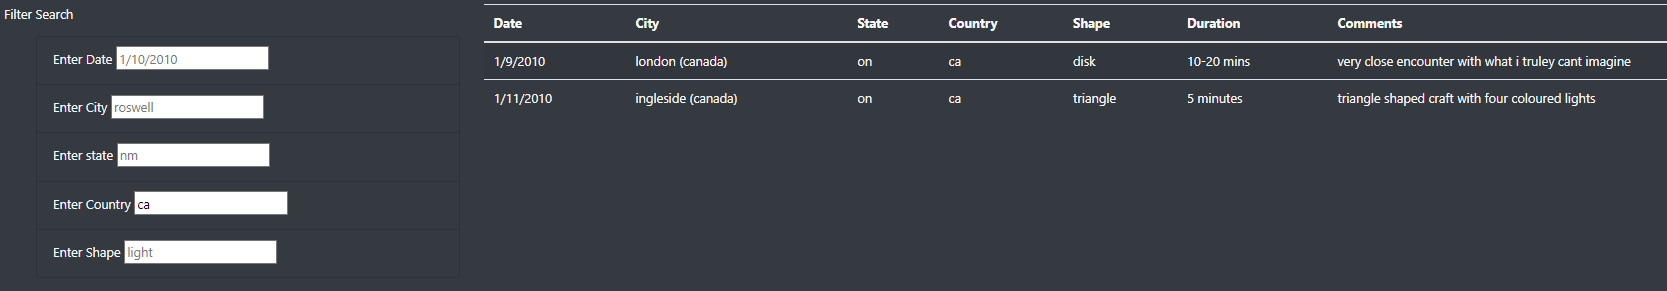 Filter Search
Enter Date 1/10/2010
Enter City roswell
Enter state nm
Enter Country ca
Enter Shape light
Date City State Country Shape Duration Comments
1/9/2010 london (canada) on ca disk 10-20 mins very close encounter with what i truley cant imagine
1/11/2010 ingleside (canada) on ca triangle 5 minutes triangle shaped craft with four coloured lights